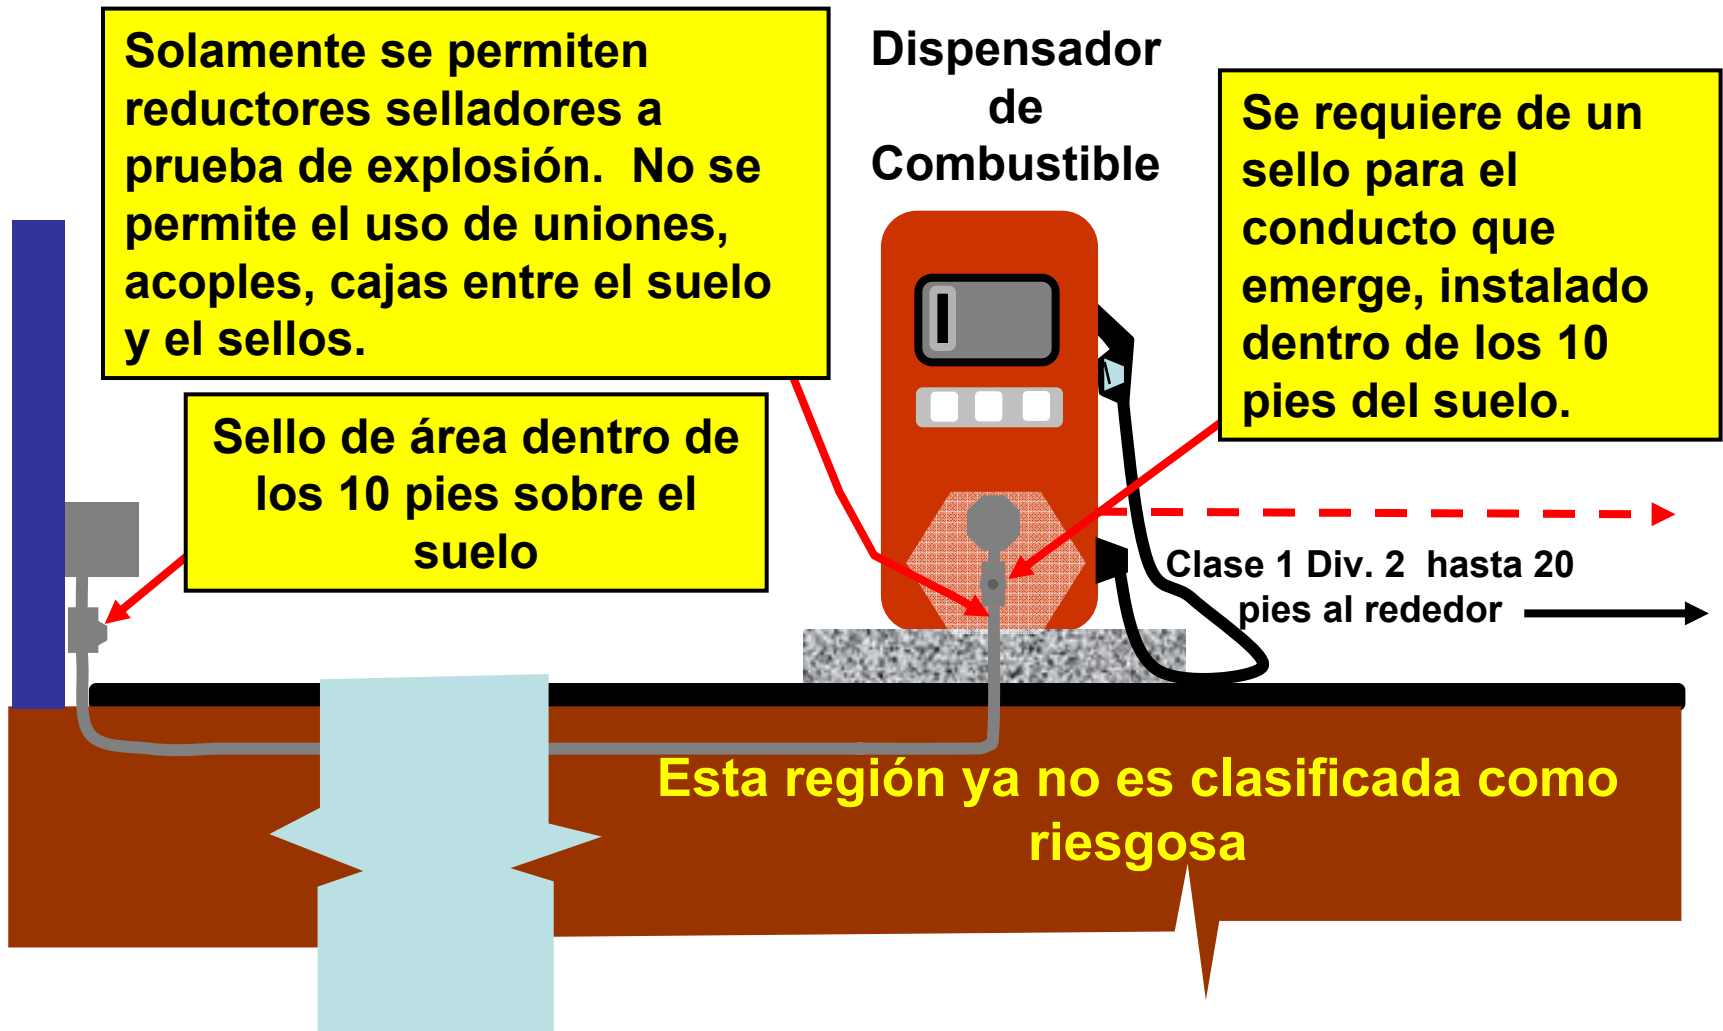 Solamente se permiten
reductores selladores a
prueba de explosión.  No se
permite el uso de uniones,
acoples, cajas entre el suelo
y el sellos.
Dispensador
de
Combustible
Se requiere de un
sello para el
conducto que
emerge, instalado
dentro de los 10
pies del suelo.
Sello de área dentro de
los 10 pies sobre el
suelo
Clase 1 Div. 2  hasta 20
pies al rededor
Esta región ya no es clasificada como
riesgosa